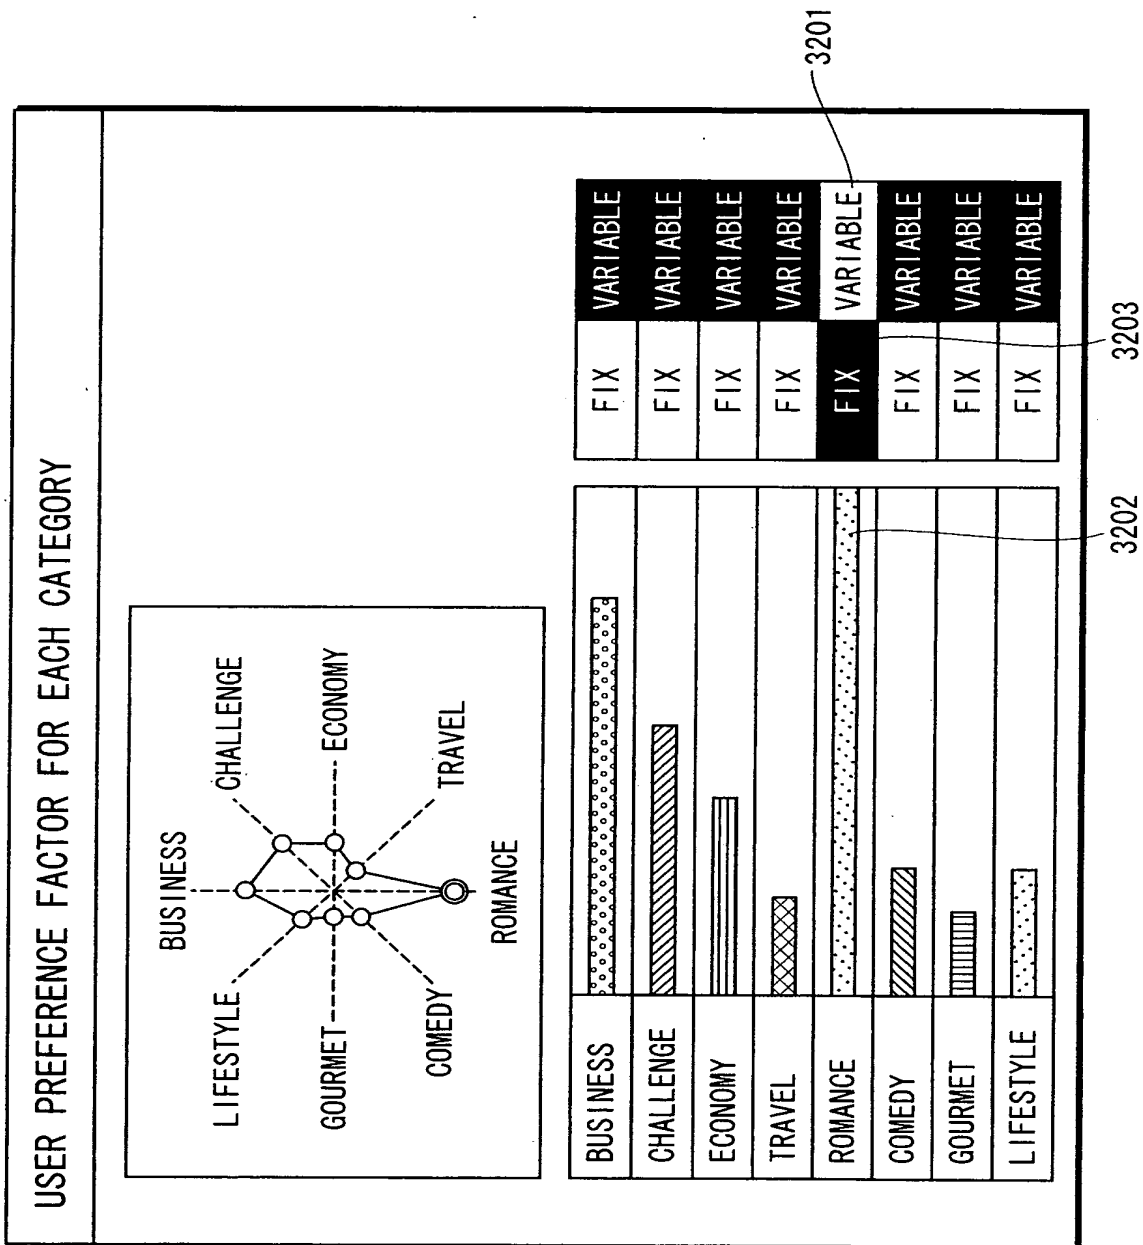 USER PREFERENCE FACTOR FOR EACH CATEGORY
BUSINESS
LIFESTYLE
CHALLENGE
GOURMET
ECONOMY
COMEDY
TRAVEL
ROMANCE
BUSINESS FIX VARIABLE
CHALLENGE FIX VARIABLE
ECONOMY FIX VARIABLE
TRAVEL FIX VARIABLE
ROMANCE FIX VARIABLE
COMEDY FIX VARIABLE
GOURMET FIX VARIABLE
LIFESTYLE FIX VARIABLE
3202
3203
3201